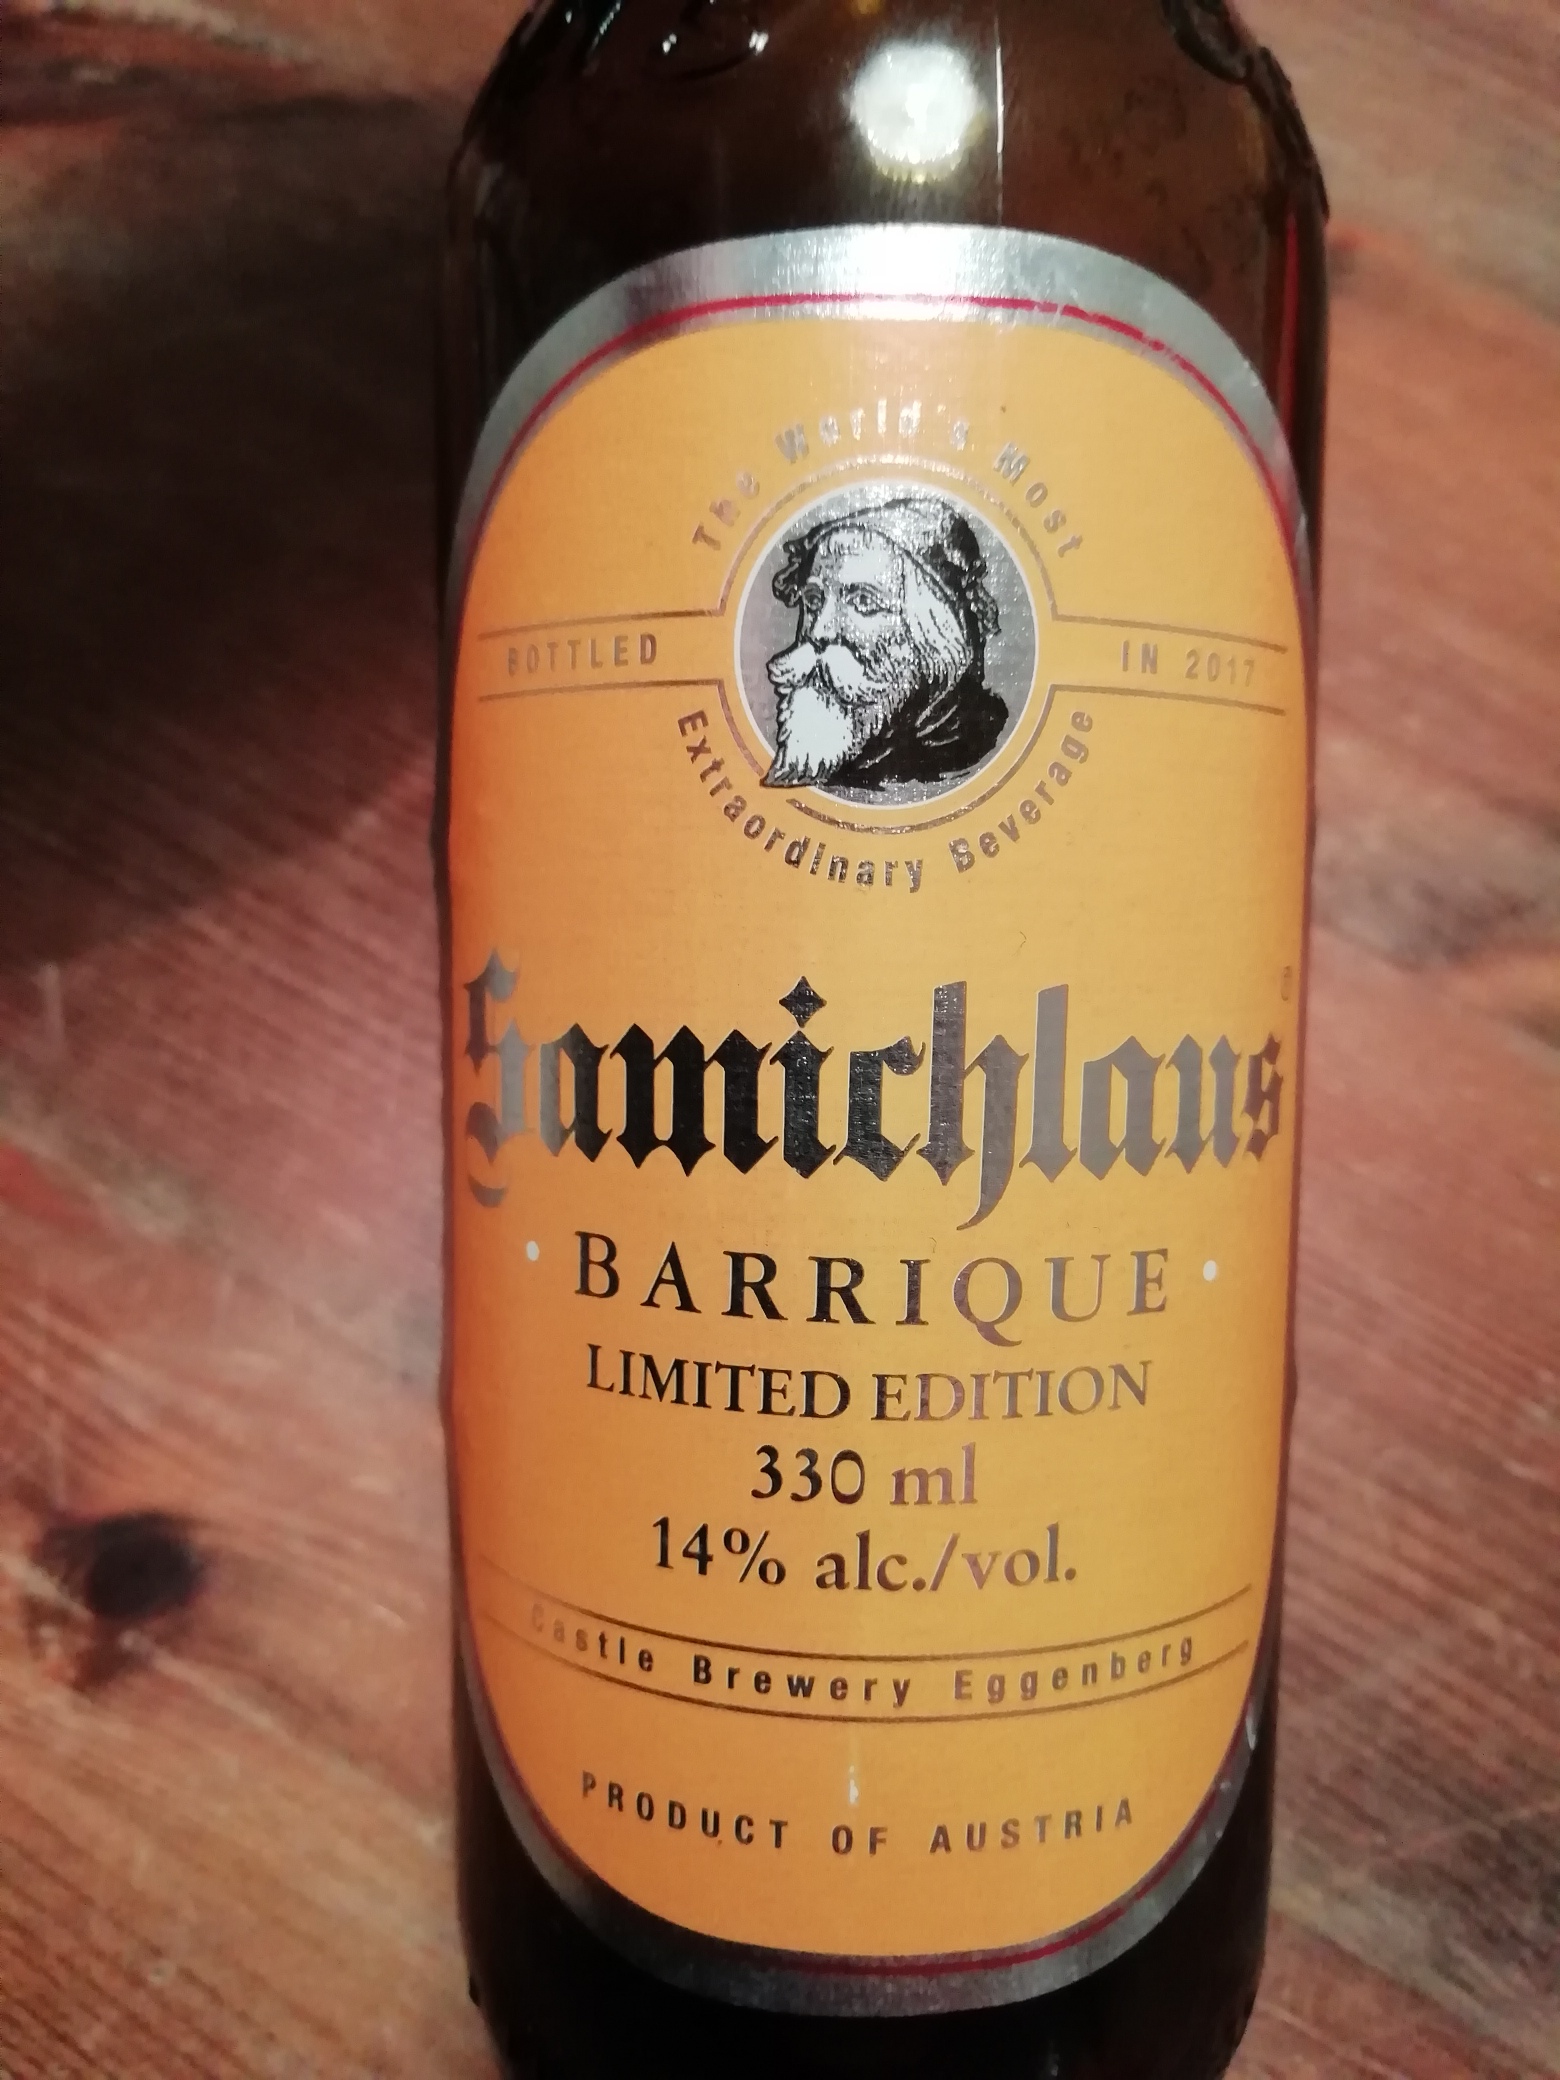 The World's Most
BOTTLED IN 2017
Extraordinary Beverage
Samichlaus®
· BARRIQUE ·
LIMITED EDITION
330 ml
14% alc./vol.
Castle Brewery Eggenberg
PRODUCT OF AUSTRIA